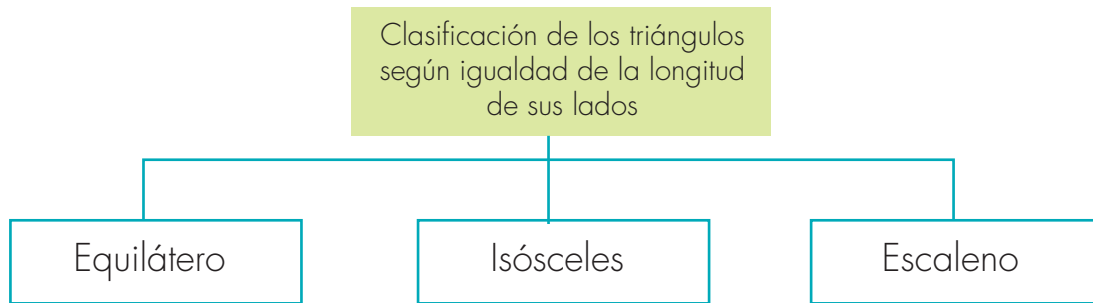 Clasificación de los triángulos
según igualdad de la longitud
de sus lados
Equilátero
Isósceles
Escaleno